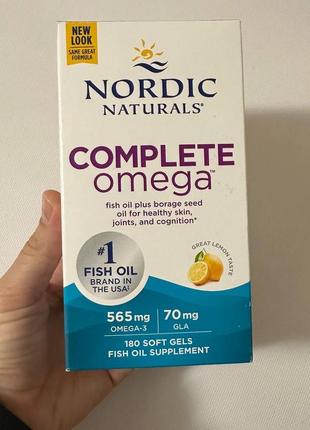 NEW
LOOK
SAME GREAT
FORMULA
NORDIC
NATURALS®
COMPLETE
omega™
fish oil plus borage seed
oil for healthy skin,
joints, and cognition*
#1
FISH OIL
BRAND IN
THE USA‡
GREAT LEMON TASTE
565mg
OMEGA-3
70mg
GLA
180 SOFT GELS
FISH OIL SUPPLEMENT